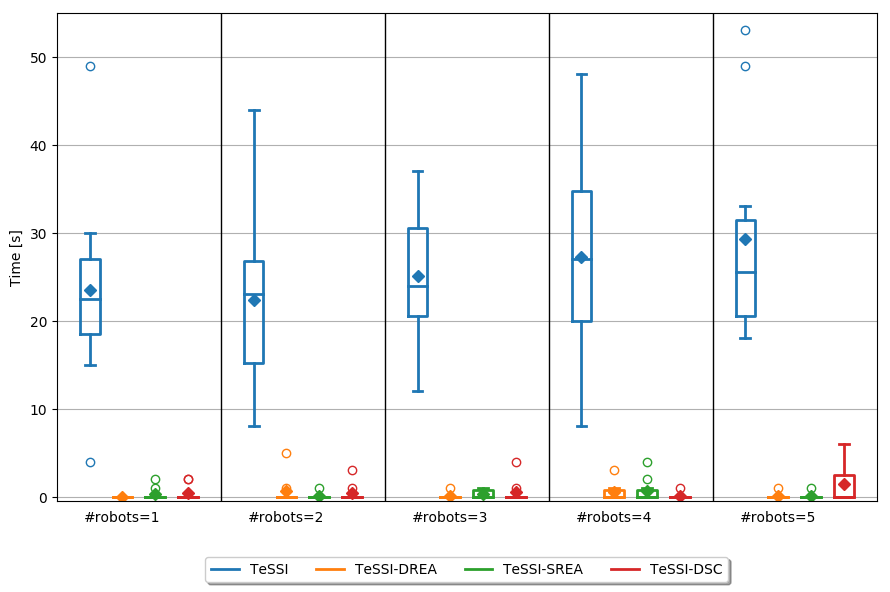 Time [s]
50
40
30
20
10
0
#robots=1 #robots=2 #robots=3 #robots=4 #robots=5
TeSSI TeSSI-DREA TeSSI-SREA TeSSI-DSC